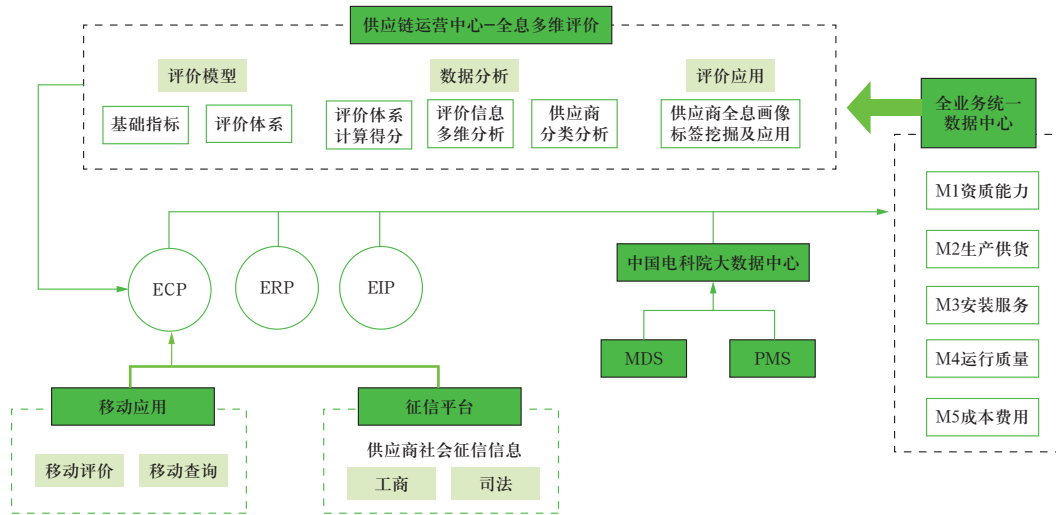 供应链运营中心–全息多维评价
评价模型
数据分析
评价应用
基础指标
评价体系
评价体系
计算得分
评价信息
多维分析
供应商
分类分析
供应商全息画像
标签挖掘及应用
全业务统一
数据中心
M1资质能力
M2生产供货
M3安装服务
M4运行质量
M5成本费用
ECP
ERP
EIP
中国电科院大数据中心
MDS
PMS
移动应用
移动评价
移动查询
征信平台
供应商社会征信信息
工商
司法